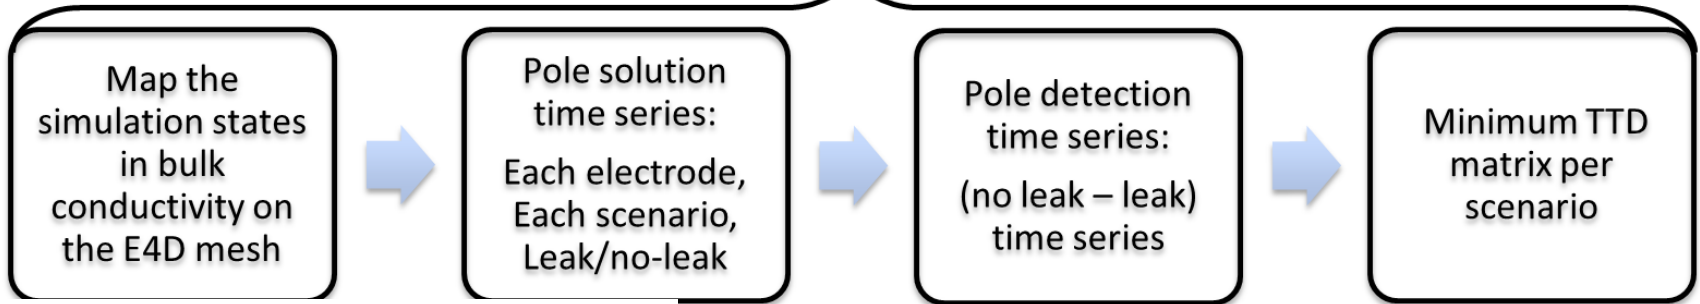 Map the
simulation states
in bulk
conductivity on
the E4D mesh
Pole solution
time series:
Each electrode,
Each scenario,
Leak/no-leak
Pole detection
time series:
(no leak – leak)
time series
Minimum TTD
matrix per
scenario